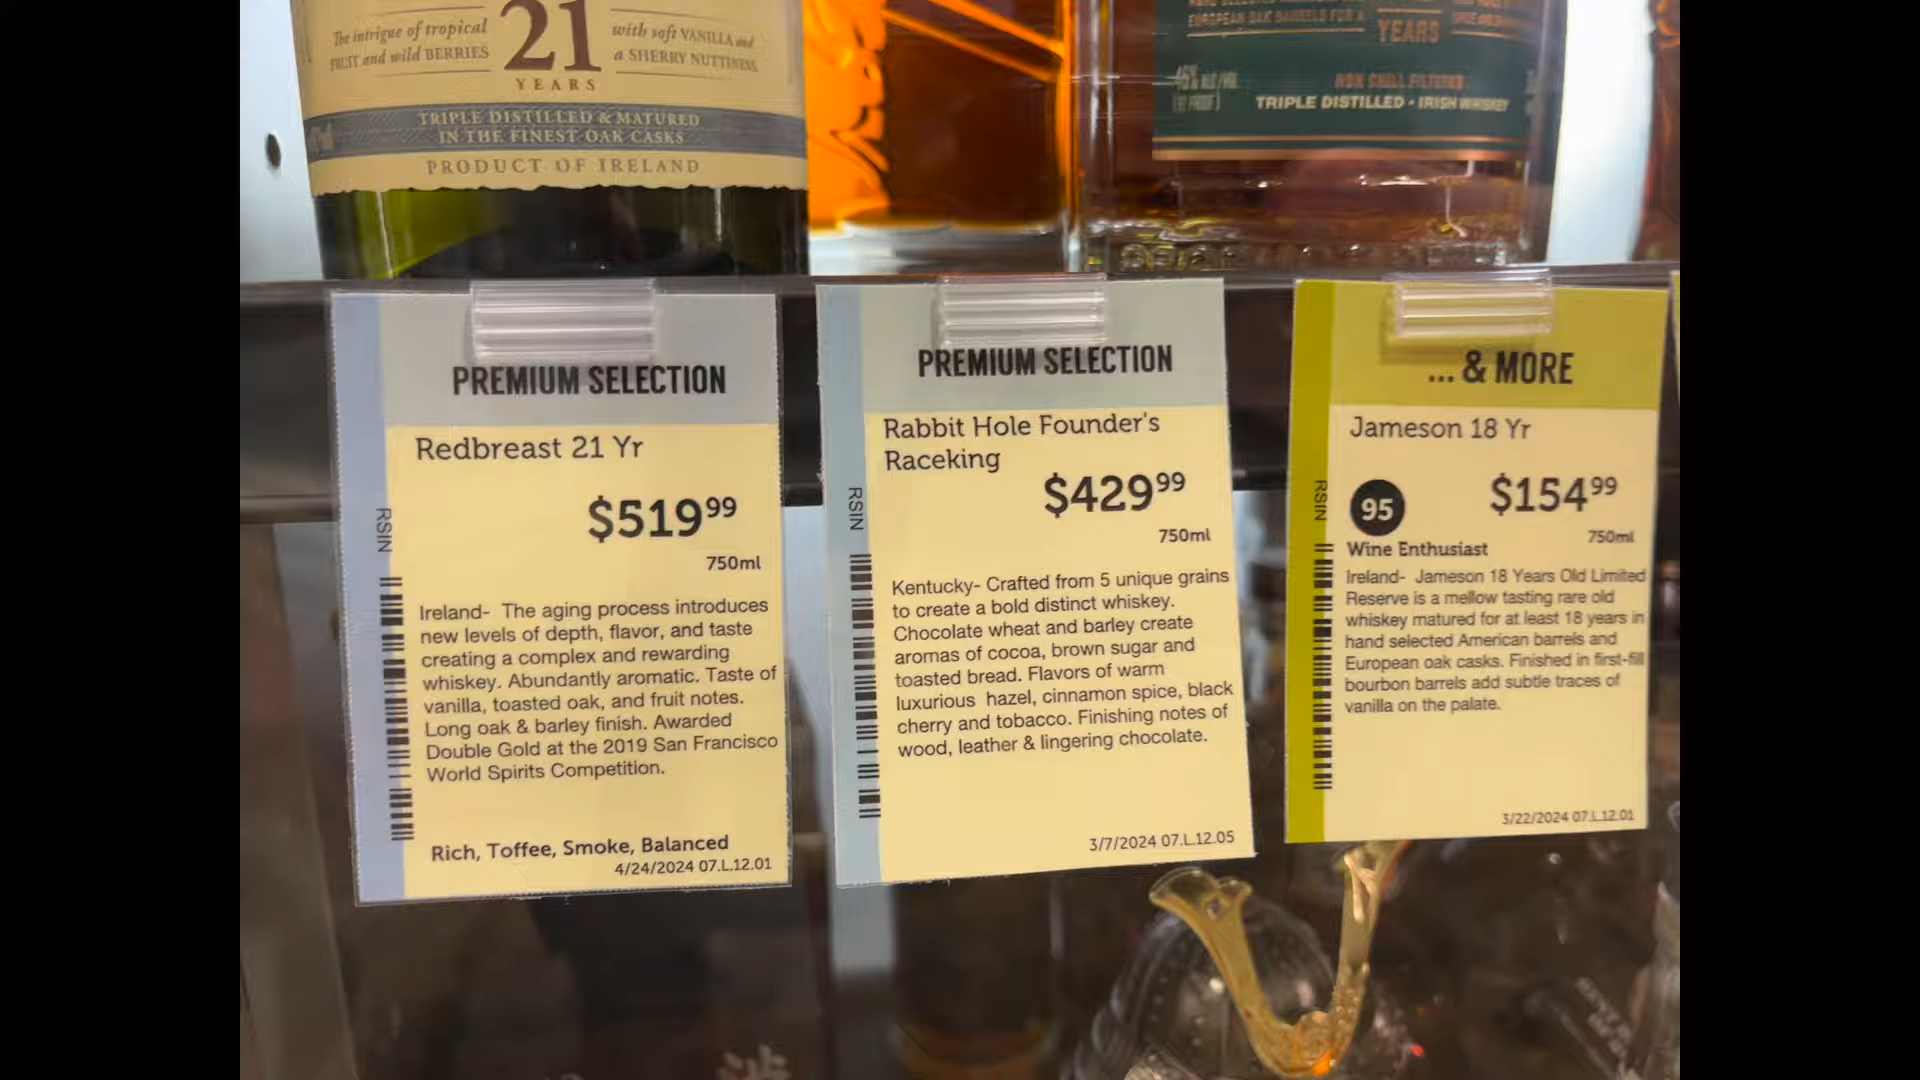 The intrigue of tropical
FRUIT and wild BERRIES
21
YEARS
with soft VANILLA and
a SHERRY NUTTINESS
TRIPLE DISTILLED & MATURED
IN THE FINEST OAK CASKS
PRODUCT OF IRELAND
EUROPEAN OAK BARRELS FOR A
YEARS
46% ALC/VOL
NON CHILL FILTERED
TRIPLE DISTILLED • IRISH WHISKEY
PREMIUM SELECTION
Redbreast 21 Yr
$519.99
750ml
RSIN
Ireland- The aging process introduces
new levels of depth, flavor, and taste
creating a complex and rewarding
whiskey. Abundantly aromatic. Taste of
vanilla, toasted oak, and fruit notes.
Long oak & barley finish. Awarded
Double Gold at the 2019 San Francisco
World Spirits Competition.
Rich, Toffee, Smoke, Balanced
4/24/2024 07.L.12.01
PREMIUM SELECTION
Rabbit Hole Founder's
Raceking
$429.99
750ml
RSIN
Kentucky- Crafted from 5 unique grains
to create a bold distinct whiskey.
Chocolate wheat and barley create
aromas of cocoa, brown sugar and
toasted bread. Flavors of warm
luxurious hazel, cinnamon spice, black
cherry and tobacco. Finishing notes of
wood, leather & lingering chocolate.
3/7/2024 07.L.12.05
... & MORE
Jameson 18 Yr
$154.99
95
750ml
Wine Enthusiast
RSIN
Ireland- Jameson 18 Years Old Limited
Reserve is a mellow tasting rare old
whiskey matured for at least 18 years in
hand selected American barrels and
European oak casks. Finished in first-fill
bourbon barrels add subtle traces of
vanilla on the palate.
3/22/2024 07.L.12.01